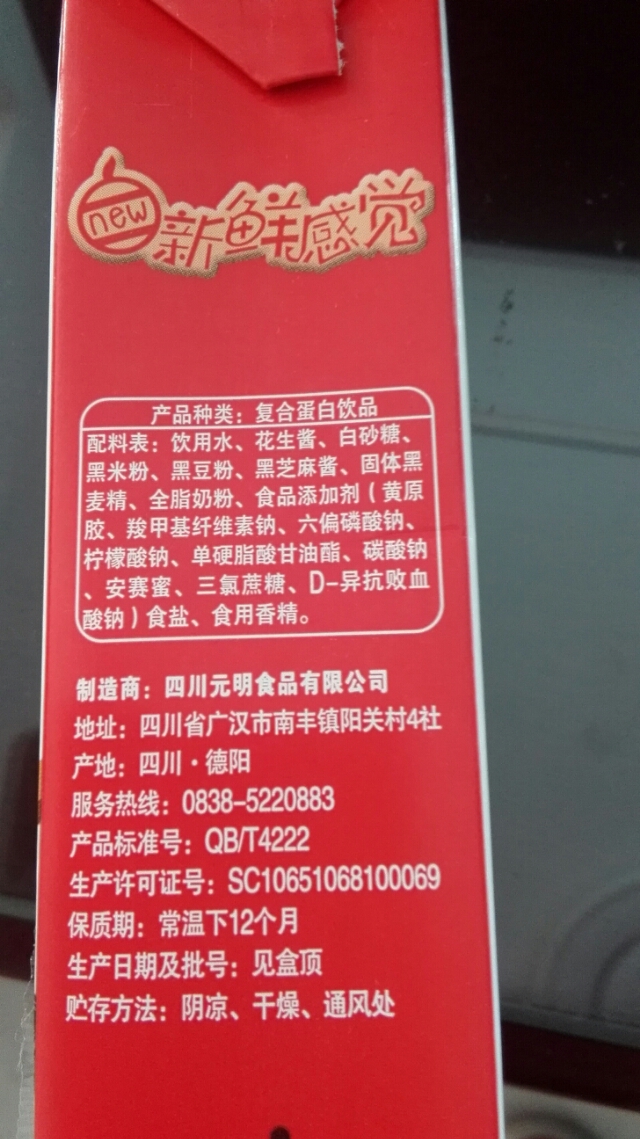 new
新鲜感觉
产品种类：复合蛋白饮品
配料表：饮用水、花生酱、白砂糖、
黑米粉、黑豆粉、黑芝麻酱、固体黑
麦精、全脂奶粉、食品添加剂（黄原
胶、羧甲基纤维素钠、六偏磷酸钠、
柠檬酸钠、单硬脂酸甘油酯、碳酸钠
、安赛蜜、三氯蔗糖、D-异抗败血
酸钠）食盐、食用香精。
制造商：四川元明食品有限公司
地址：四川省广汉市南丰镇阳关村4社
产地：四川·德阳
服务热线：0838-5220883
产品标准号：QB/T4222
生产许可证号：SC10651068100069
保质期：常温下12个月
生产日期及批号：见盒顶
贮存方法：阴凉、干燥、通风处